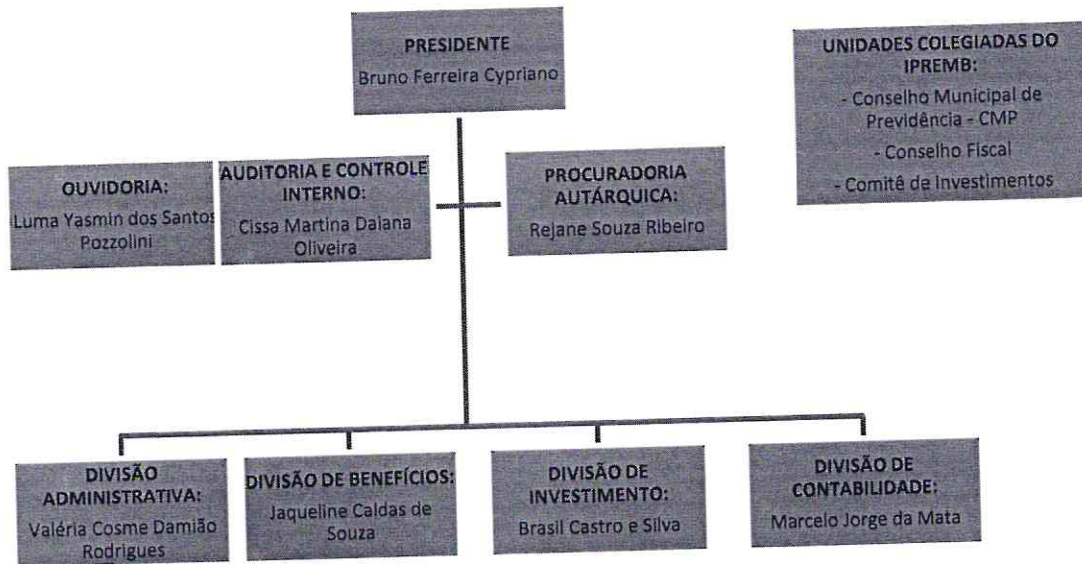 PRESIDENTE
Bruno Ferreira Cypriano
UNIDADES COLEGIADAS DO
IPREMB:
- Conselho Municipal de
Previdência - CMP
- Conselho Fiscal
- Comitê de Investimentos
OUVIDORIA:
Luma Yasmin dos Santos
Pozzolini
AUDITORIA E CONTROLE
INTERNO:
Cissa Martina Daiana
Oliveira
PROCURADORIA
AUTÁRQUICA:
Rejane Souza Ribeiro
DIVISÃO
ADMINISTRATIVA:
Valéria Cosme Damião
Rodrigues
DIVISÃO DE BENEFÍCIOS:
Jaqueline Caldas de
Souza
DIVISÃO DE
INVESTIMENTO:
Brasil Castro e Silva
DIVISÃO DE
CONTABILIDADE:
Marcelo Jorge da Mata